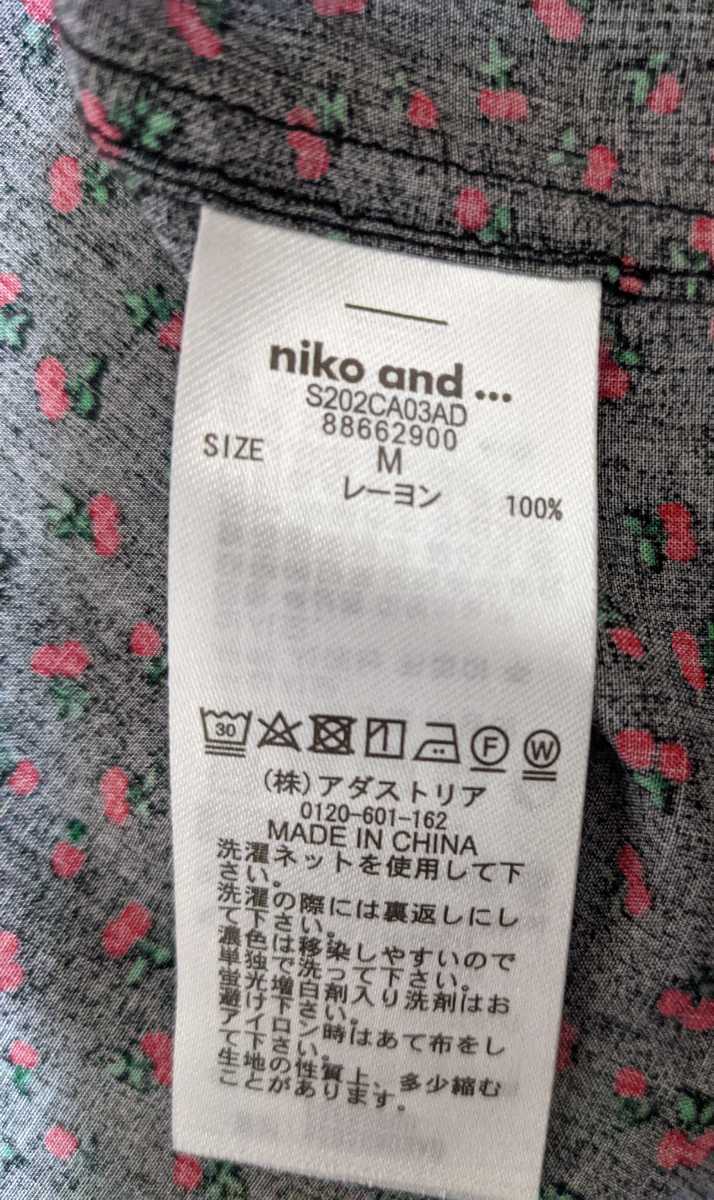 niko and ...
S202CA03AD
88662900
SIZE M
レーヨン 100%
30 F W
(株)アダストリア
0120-601-162
MADE IN CHINA
洗濯ネットを使用して下
さい。
洗濯の際には裏返しにし
て下さい。
濃色は移染しやすいので
単独で洗って下さい。
蛍光増白剤入り洗剤はお
避け下さい。
アイロン時はあて布をし
て下さい。
生地の性質上、多少縮む
ことがあります。